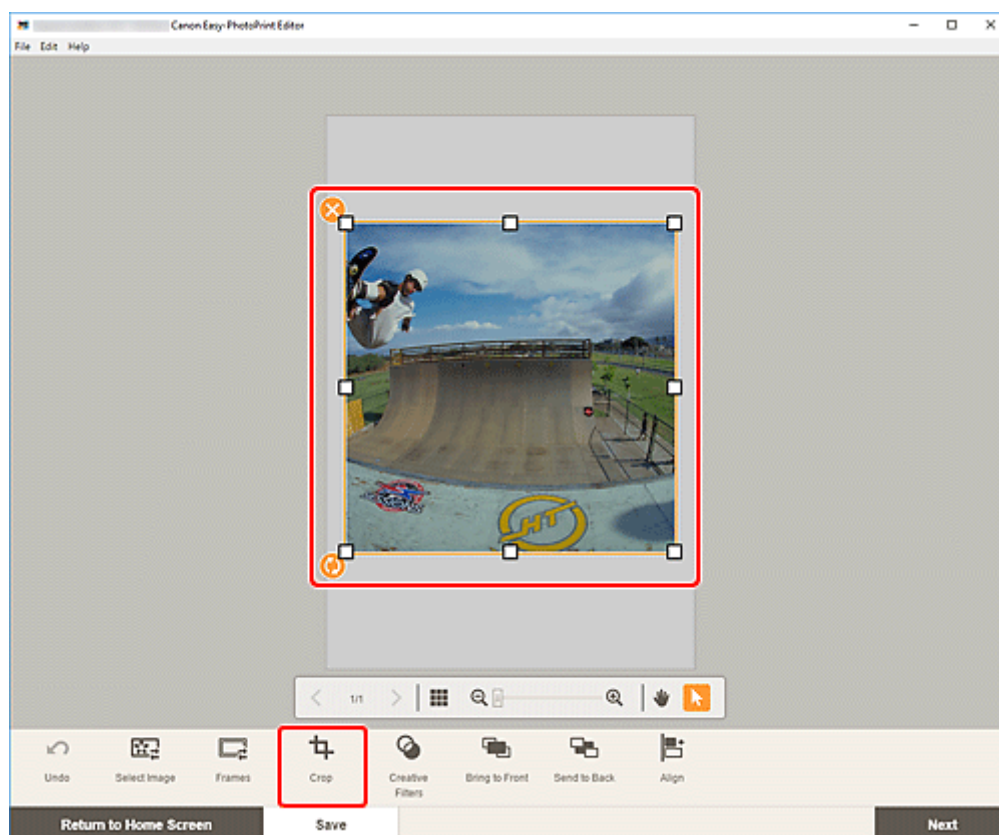 Canon Easy-PhotoPrint Editor
File Edit Help
HT
1/1
Undo Select Image Frames Crop Creative Filters Bring to Front Send to Back Align
Return to Home Screen Save Next